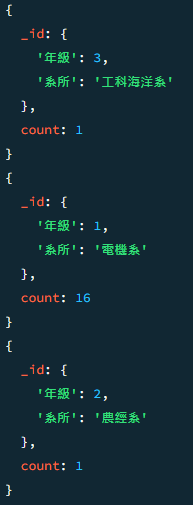 {
  _id: {
    '年級': 3,
    '系所': '工科海洋系'
  },
  count: 1
}
{
  _id: {
    '年級': 1,
    '系所': '電機系'
  },
  count: 16
}
{
  _id: {
    '年級': 2,
    '系所': '農經系'
  },
  count: 1
}